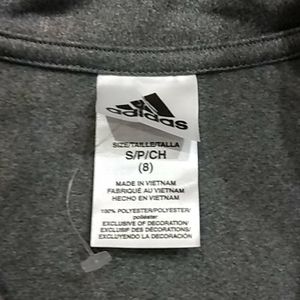 adidas
SIZE/TAILLE/TALLA
S/P/CH
(8)
MADE IN VIETNAM
FABRIQUÉ AU VIETNAM
HECHO EN VIETNAM
100% POLYESTER/POLYESTER/
poliéster
EXCLUSIVE OF DECORATION/
EXCLUSIF DES DÉCORATIONS/
EXCLUYENDO LA DECORACIÓN